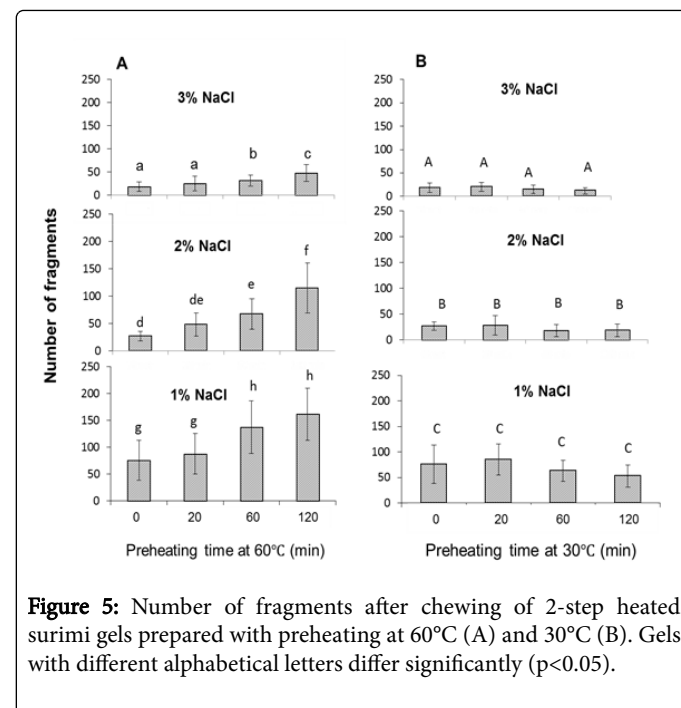 A
B
3% NaCl
250
200
150
100
50
0
a a b c
3% NaCl
250
200
150
100
50
0
A A A A
2% NaCl
250
200
150
100
50
0
d de e f
2% NaCl
250
200
150
100
50
0
B B B B
Number of fragments
1% NaCl
250
200
150
100
50
0
g g h h
0 20 60 120
Preheating time at 60℃ (min)
1% NaCl
250
200
150
100
50
0
C C C C
0 20 60 120
Preheating time at 30℃ (min)
Figure 5: Number of fragments after chewing of 2-step heated
surimi gels prepared with preheating at 60°C (A) and 30°C (B). Gels
with different alphabetical letters differ significantly (p<0.05).